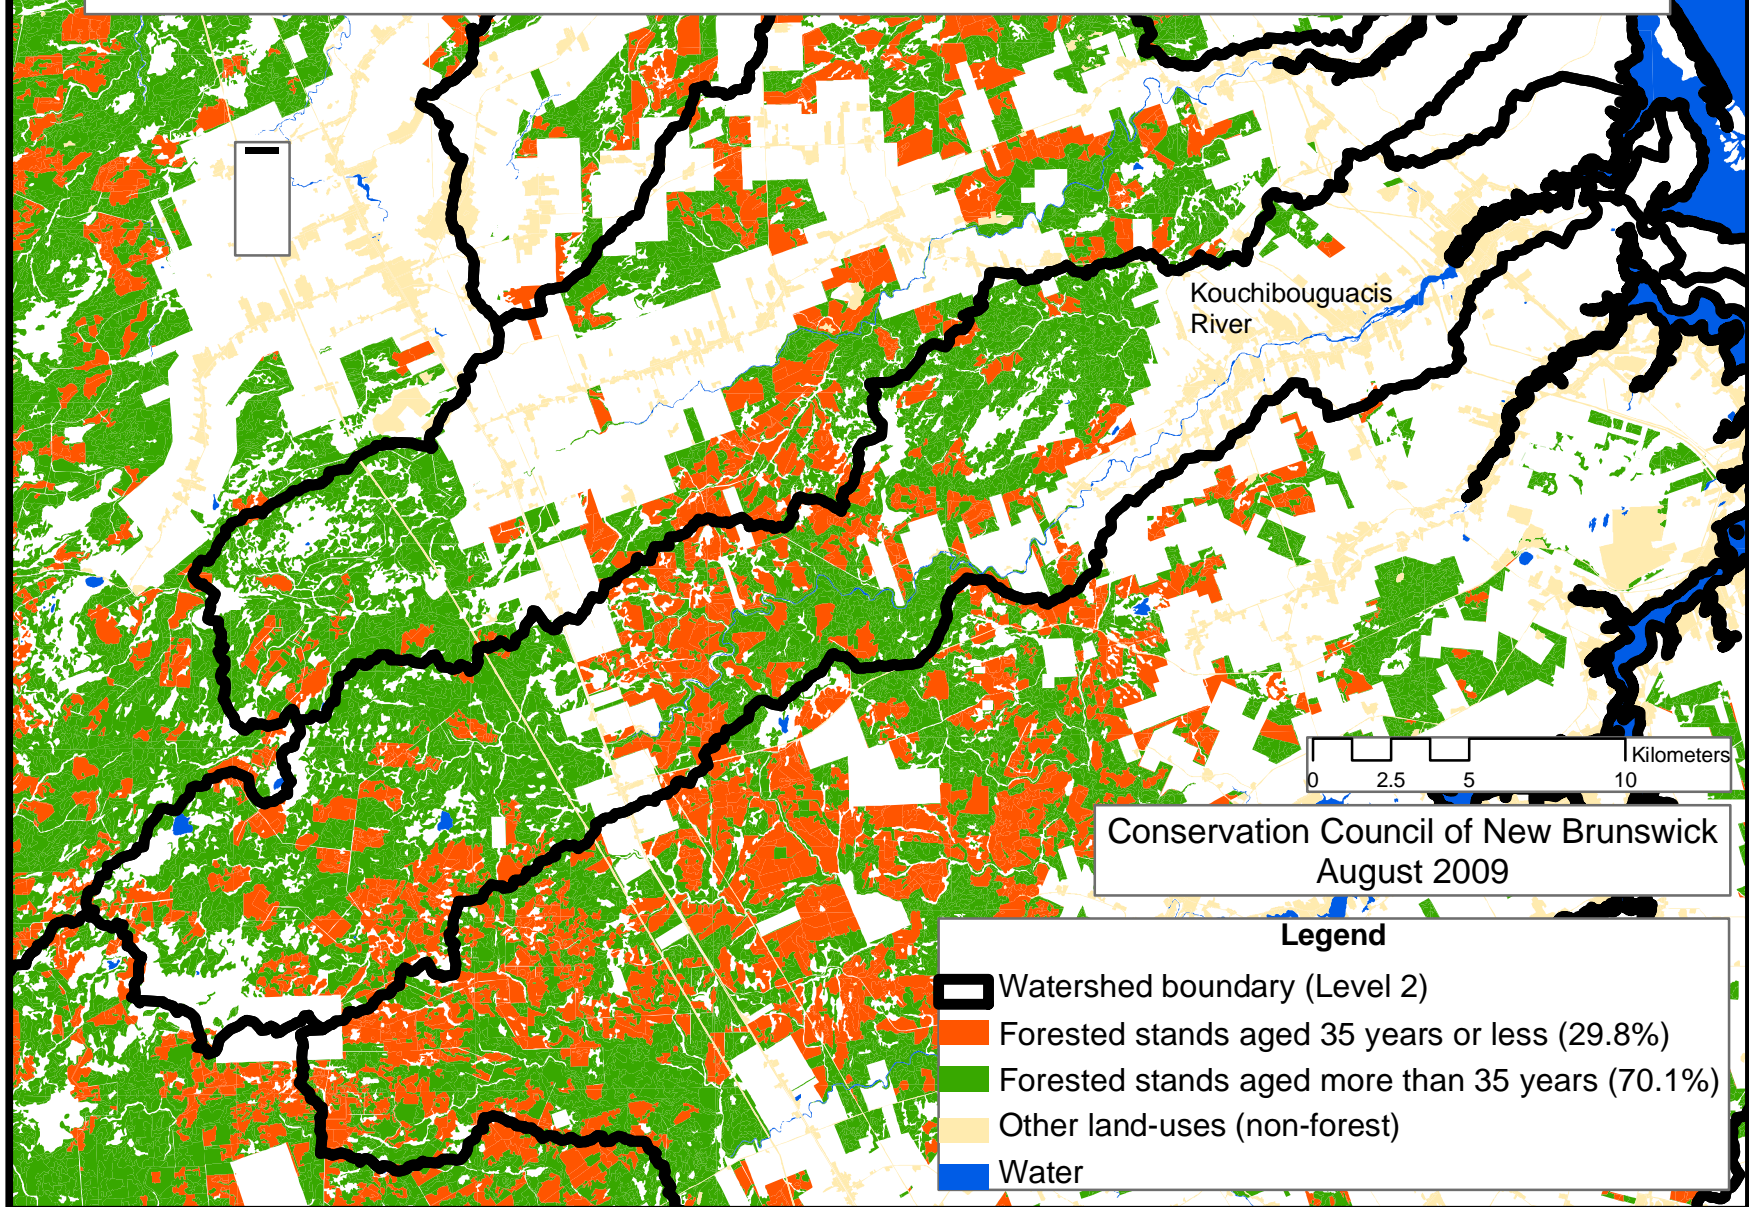 Kouchibouguacis
River
Kilometers
0 2.5 5 10
Conservation Council of New Brunswick
August 2009
Legend
Watershed boundary (Level 2)
Forested stands aged 35 years or less (29.8%)
Forested stands aged more than 35 years (70.1%)
Other land-uses (non-forest)
Water